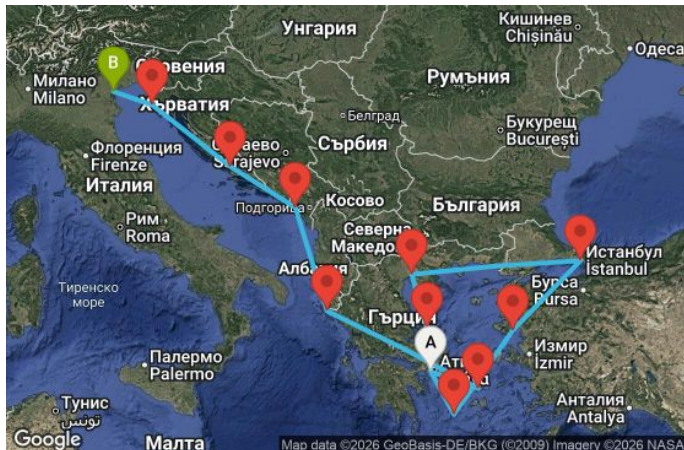 Кишинев
Chișinău
Унгария
Одеса
Словения
Милано
Milano
Румъния
Хърватия
Белград
Букурещ
București
Флоренция
Firenze
Сараево
Sarajevo
Сърбия
Италия
Подгорица
Косово
България
Рим
Roma
Северна
Македония
Истанбул
İstanbul
Албания
Бурса
Bursa
Тиренско
море
Гърция
Измир
İzmir
Палермо
Palermo
Анталия
Antalya
Тунис
تونس
Малта
A
B
Google
Map data ©2026 GeoBasis-DE/BKG (©2009) Imagery ©2026 NASA